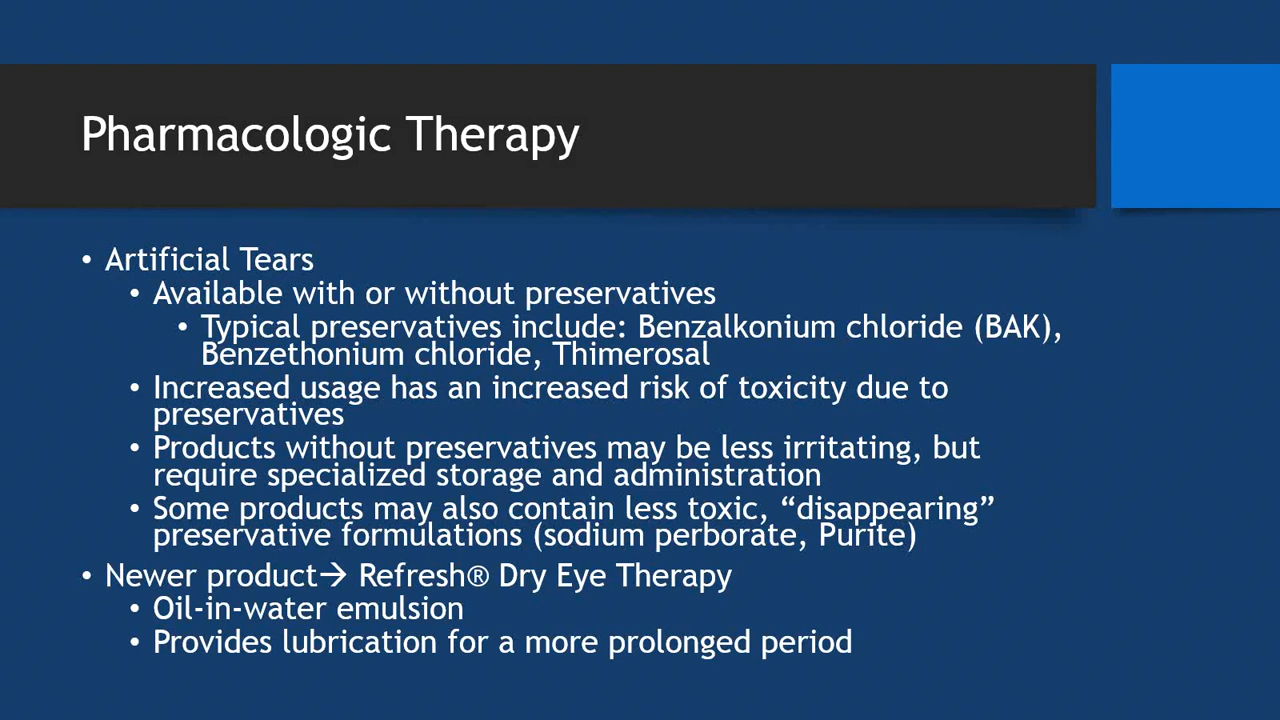 Pharmacologic Therapy
• Artificial Tears
• Available with or without preservatives
• Typical preservatives include: Benzalkonium chloride (BAK),
Benzethonium chloride, Thimerosal
• Increased usage has an increased risk of toxicity due to
preservatives
• Products without preservatives may be less irritating, but
require specialized storage and administration
• Some products may also contain less toxic, “disappearing”
preservative formulations (sodium perborate, Purite)
• Newer product→ Refresh® Dry Eye Therapy
• Oil-in-water emulsion
• Provides lubrication for a more prolonged period